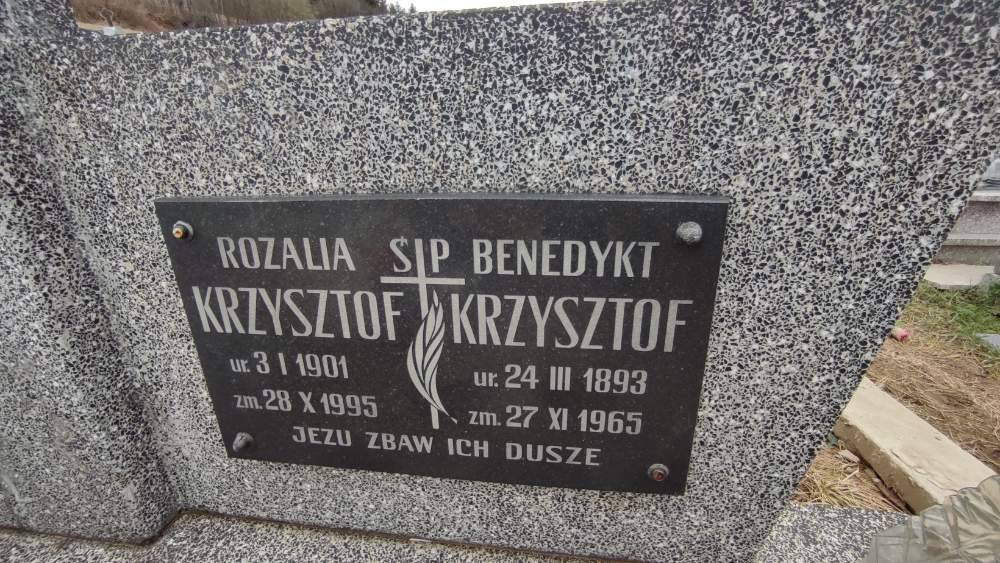 ROZALIA ŚP BENEDYKT
KRZYSZTOF KRZYSZTOF
ur. 3 I 1901 ur. 24 III 1893
zm. 28 X 1995 zm. 27 XI 1965
JEZU ZBAW ICH DUSZE